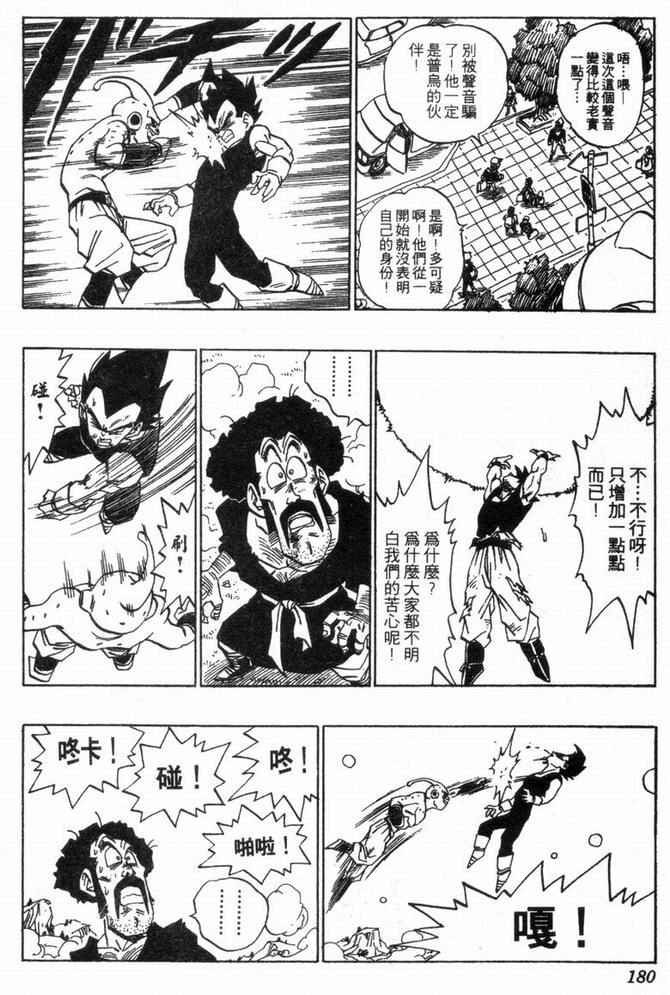 唔…喂—
這次這個聲音
變得比較老實
一點了…
別被聲音騙
了！他一定
是普烏的伙
伴！
是啊！多可疑
啊！他們從一
開始就沒表明
自己的身份！
不…不行呀！
只增加一點點
而已！
為什麼？
為什麼大家都不明
白我們的苦心呢！
…………
碰！
刷！
嘎！
咚！
碰！
咚卡！
啪啦！
…………
180